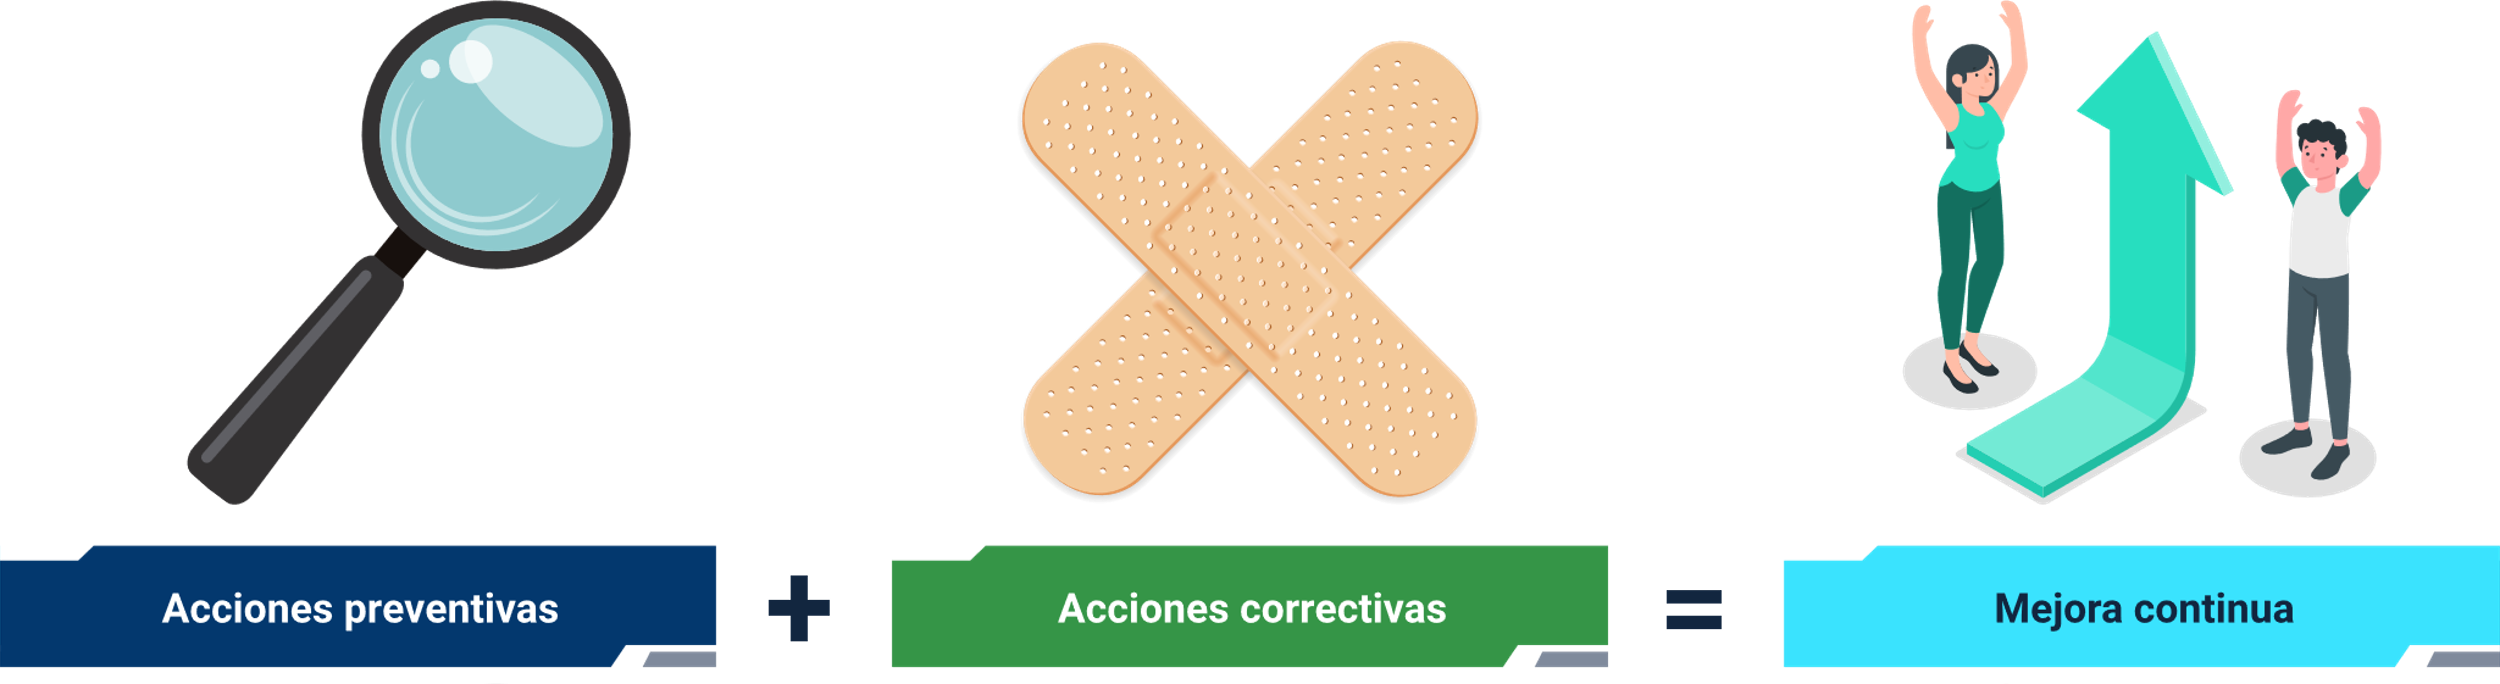 Acciones preventivas
+
Acciones correctivas
=
Mejora continua